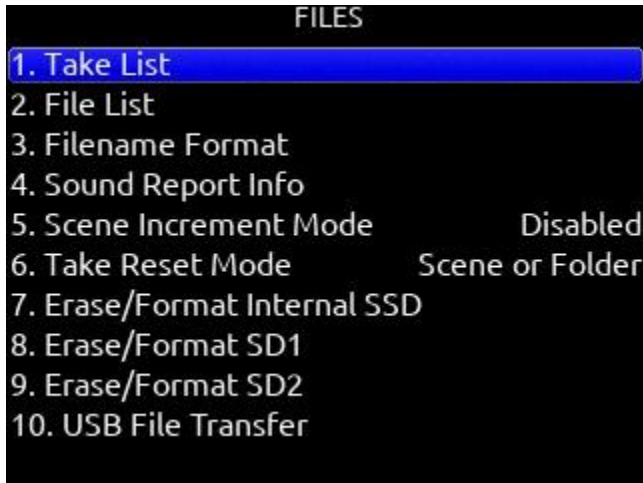 FILES
1. Take List
2. File List
3. Filename Format
4. Sound Report Info
5. Scene Increment Mode Disabled
6. Take Reset Mode Scene or Folder
7. Erase/Format Internal SSD
8. Erase/Format SD1
9. Erase/Format SD2
10. USB File Transfer